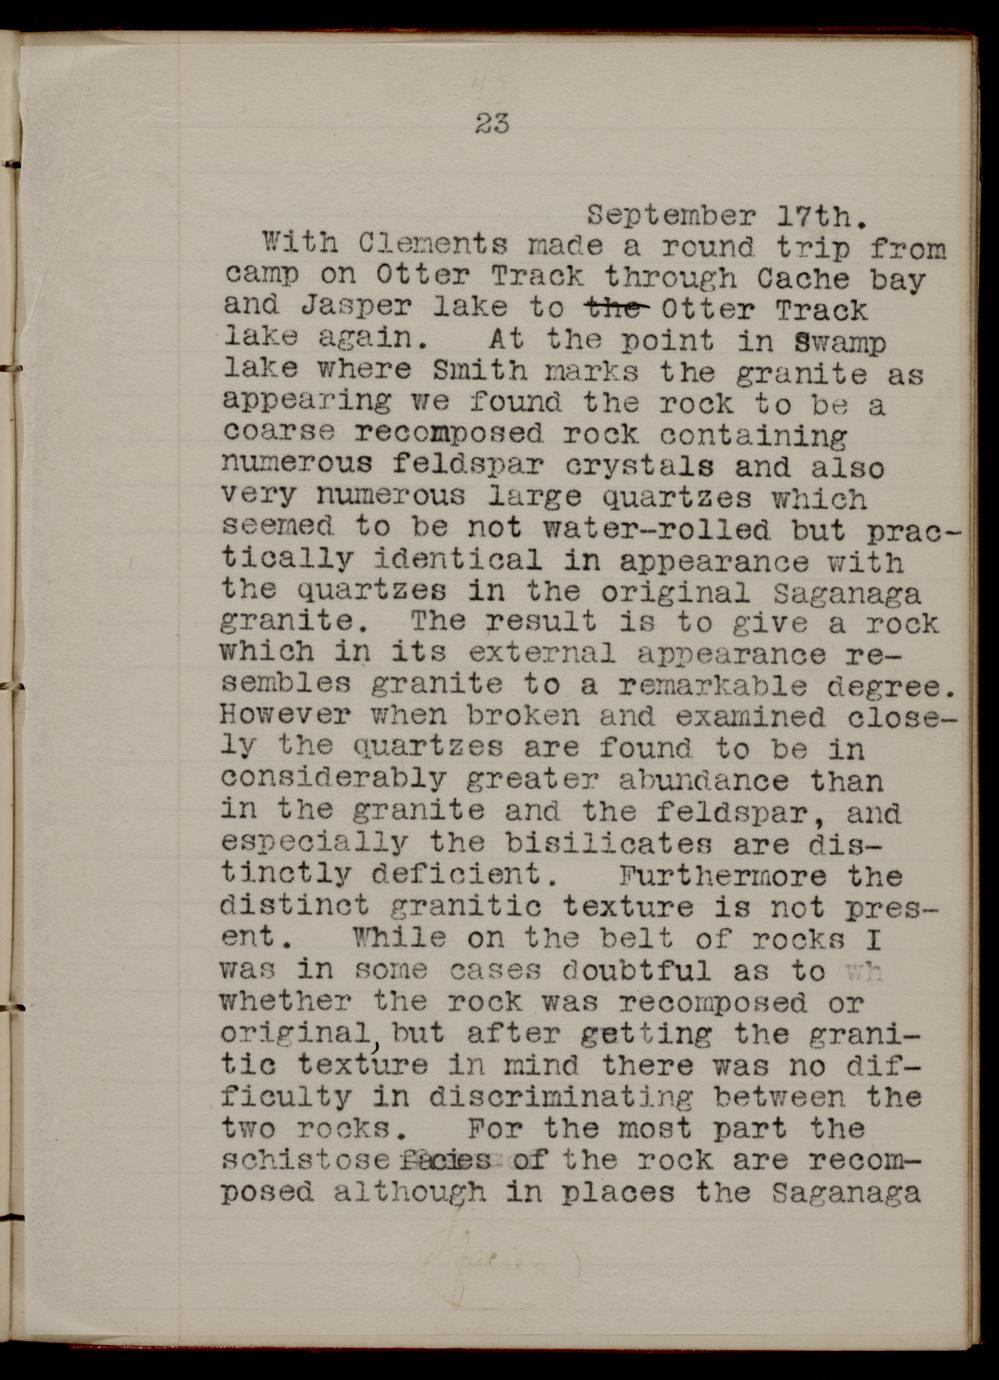 23
September 17th.
With Clements made a round trip from
camp on Otter Track through Cache bay
and Jasper lake to the Otter Track
lake again. At the point in Swamp
lake where Smith marks the granite as
appearing we found the rock to be a
coarse recomposed rock containing
numerous feldspar crystals and also
very numerous large quartzes which
seemed to be not water-rolled but prac-
tically identical in appearance with
the quartzes in the original Saganaga
granite. The result is to give a rock
which in its external appearance re-
sembles granite to a remarkable degree.
However when broken and examined close-
ly the quartzes are found to be in
considerably greater abundance than
in the granite and the feldspar, and
especially the bisilicates are dis-
tinctly deficient. Furthermore the
distinct granitic texture is not pres-
ent. While on the belt of rocks I
was in some cases doubtful as to wh
whether the rock was recomposed or
original, but after getting the grani-
tic texture in mind there was no dif-
ficulty in discriminating between the
two rocks. For the most part the
schistose facies of the rock are recom-
posed although in places the Saganaga